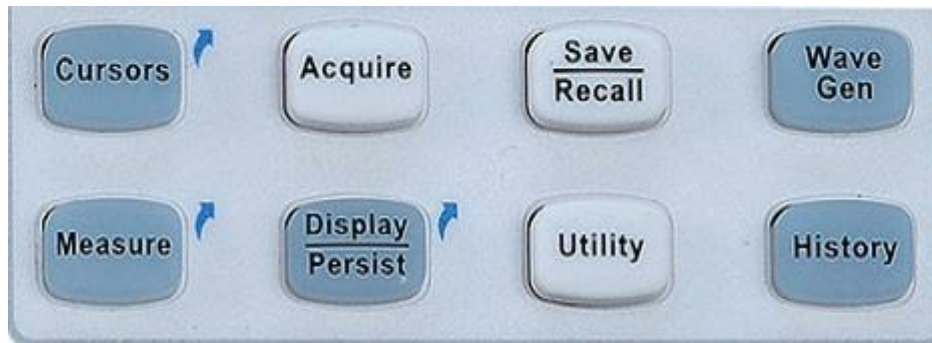 Cursors
Acquire
Save
Recall
Wave
Gen
Measure
Display
Persist
Utility
History